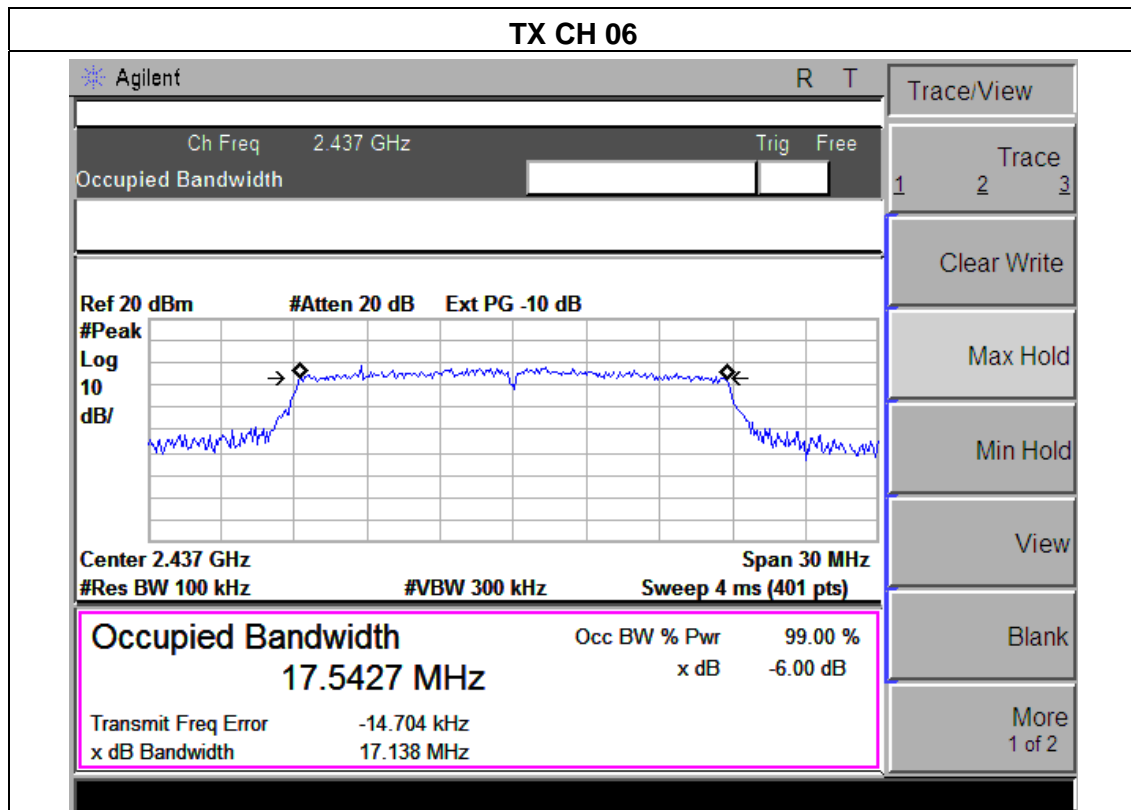 TX CH 06
Agilent R T
Trace/View
Ch Freq 2.437 GHz Trig Free
Occupied Bandwidth
Trace
1 2 3
Clear Write
Max Hold
Min Hold
View
Blank
More
1 of 2
Ref 20 dBm #Atten 20 dB Ext PG -10 dB
#Peak
Log
10
dB/
Center 2.437 GHz Span 30 MHz
#Res BW 100 kHz #VBW 300 kHz Sweep 4 ms (401 pts)
Occupied Bandwidth Occ BW % Pwr 99.00 %
17.5427 MHz x dB -6.00 dB
Transmit Freq Error -14.704 kHz
x dB Bandwidth 17.138 MHz